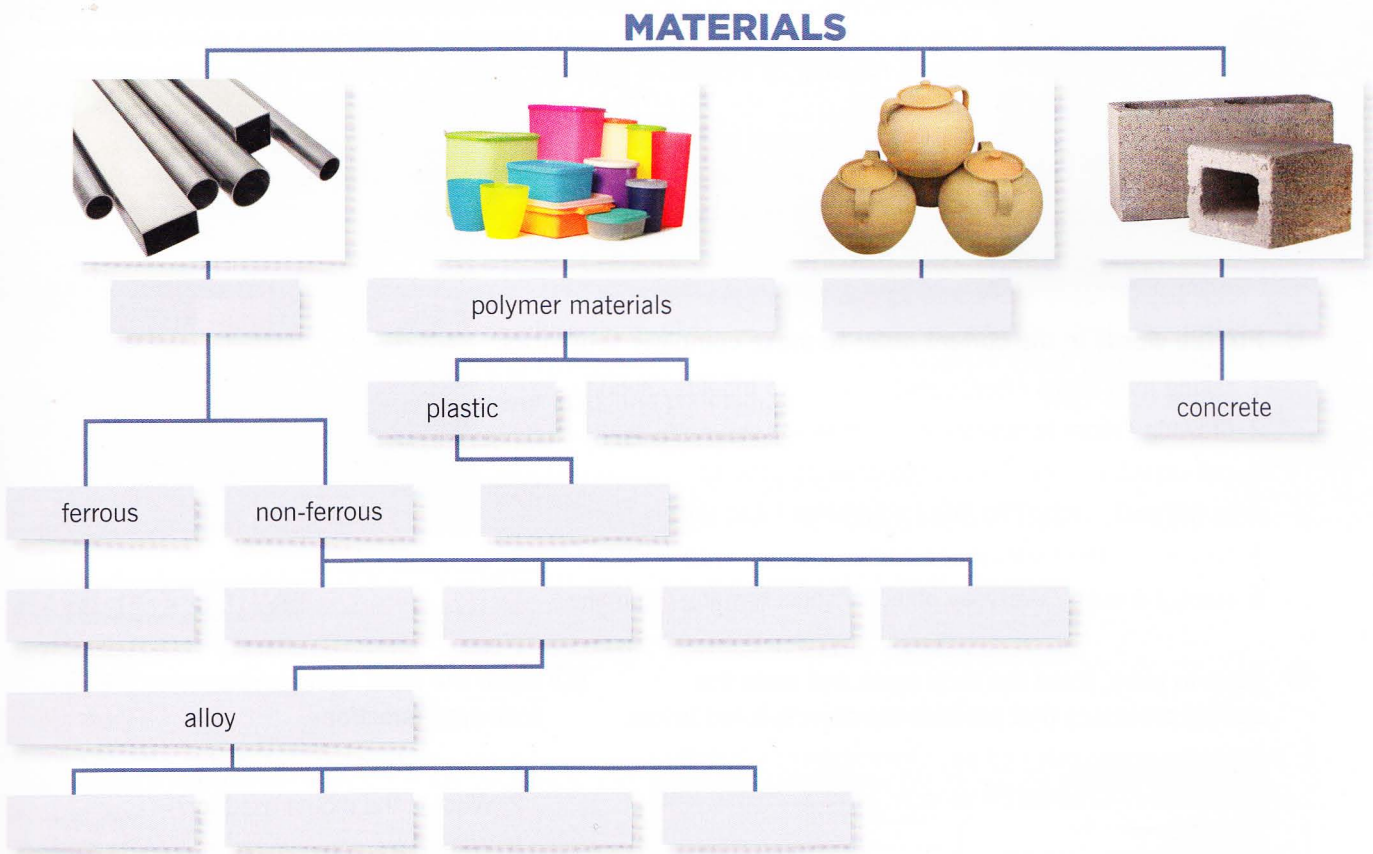 MATERIALS
polymer materials
plastic
concrete
ferrous
non-ferrous
alloy